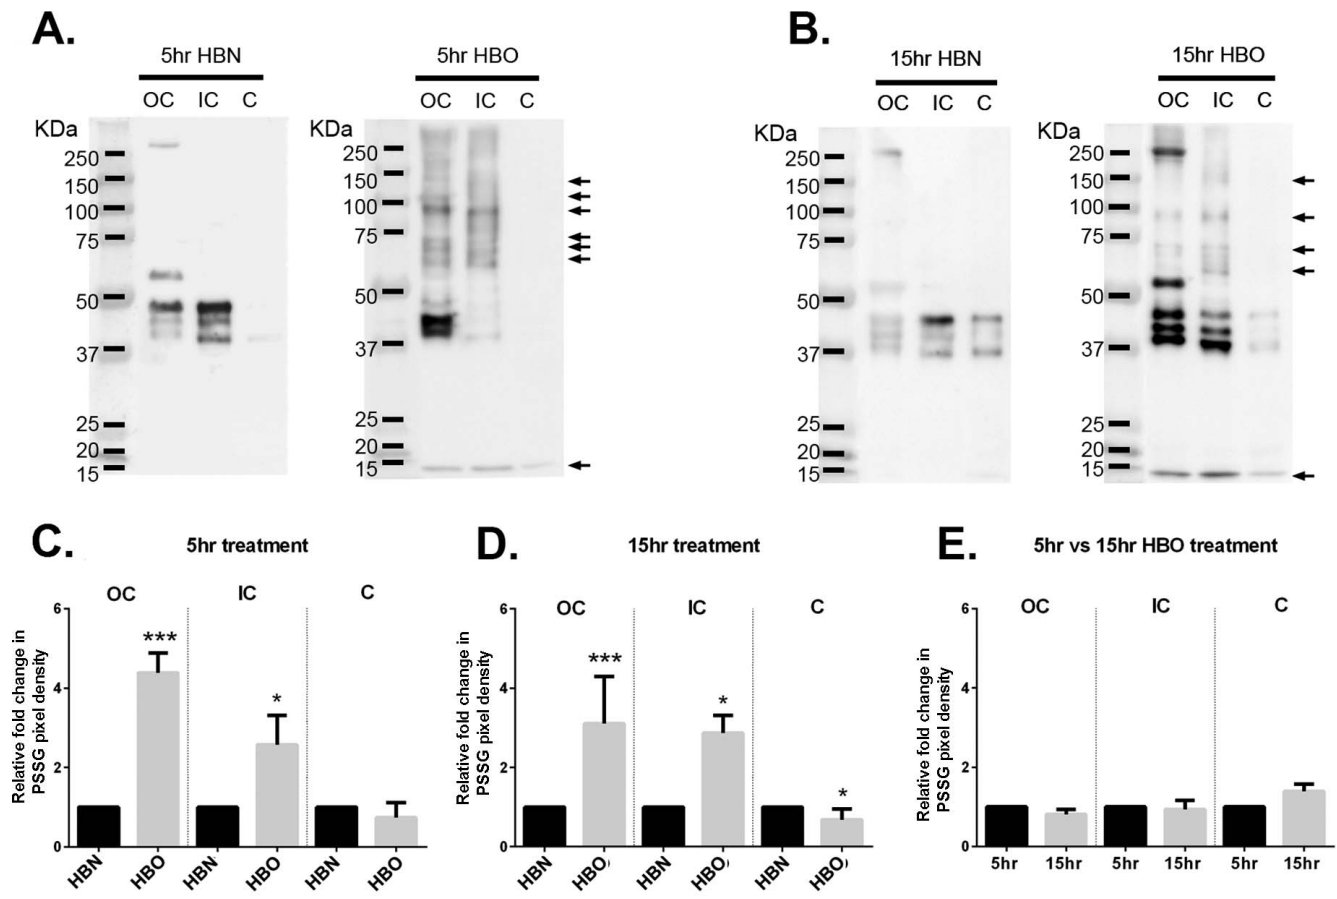 A.
5hr HBN
OC IC C
KDa
250
150
100
75
50
37
25
20
15
5hr HBO
OC IC C
KDa
250
150
100
75
50
37
25
20
15
B.
15hr HBN
OC IC C
KDa
250
150
100
75
50
37
25
20
15
15hr HBO
OC IC C
KDa
250
150
100
75
50
37
25
20
15
C.
5hr treatment
OC IC C
Relative fold change in
PSSG pixel density
6
4
2
0
***
*
HBN HBO HBN HBO HBN HBO
D.
15hr treatment
OC IC C
Relative fold change in
PSSG pixel density
6
4
2
0
***
*
*
HBN HBO HBN HBO HBN HBO
E.
5hr vs 15hr HBO treatment
OC IC C
Relative fold change in
PSSG pixel density
6
4
2
0
5hr 15hr 5hr 15hr 5hr 15hr